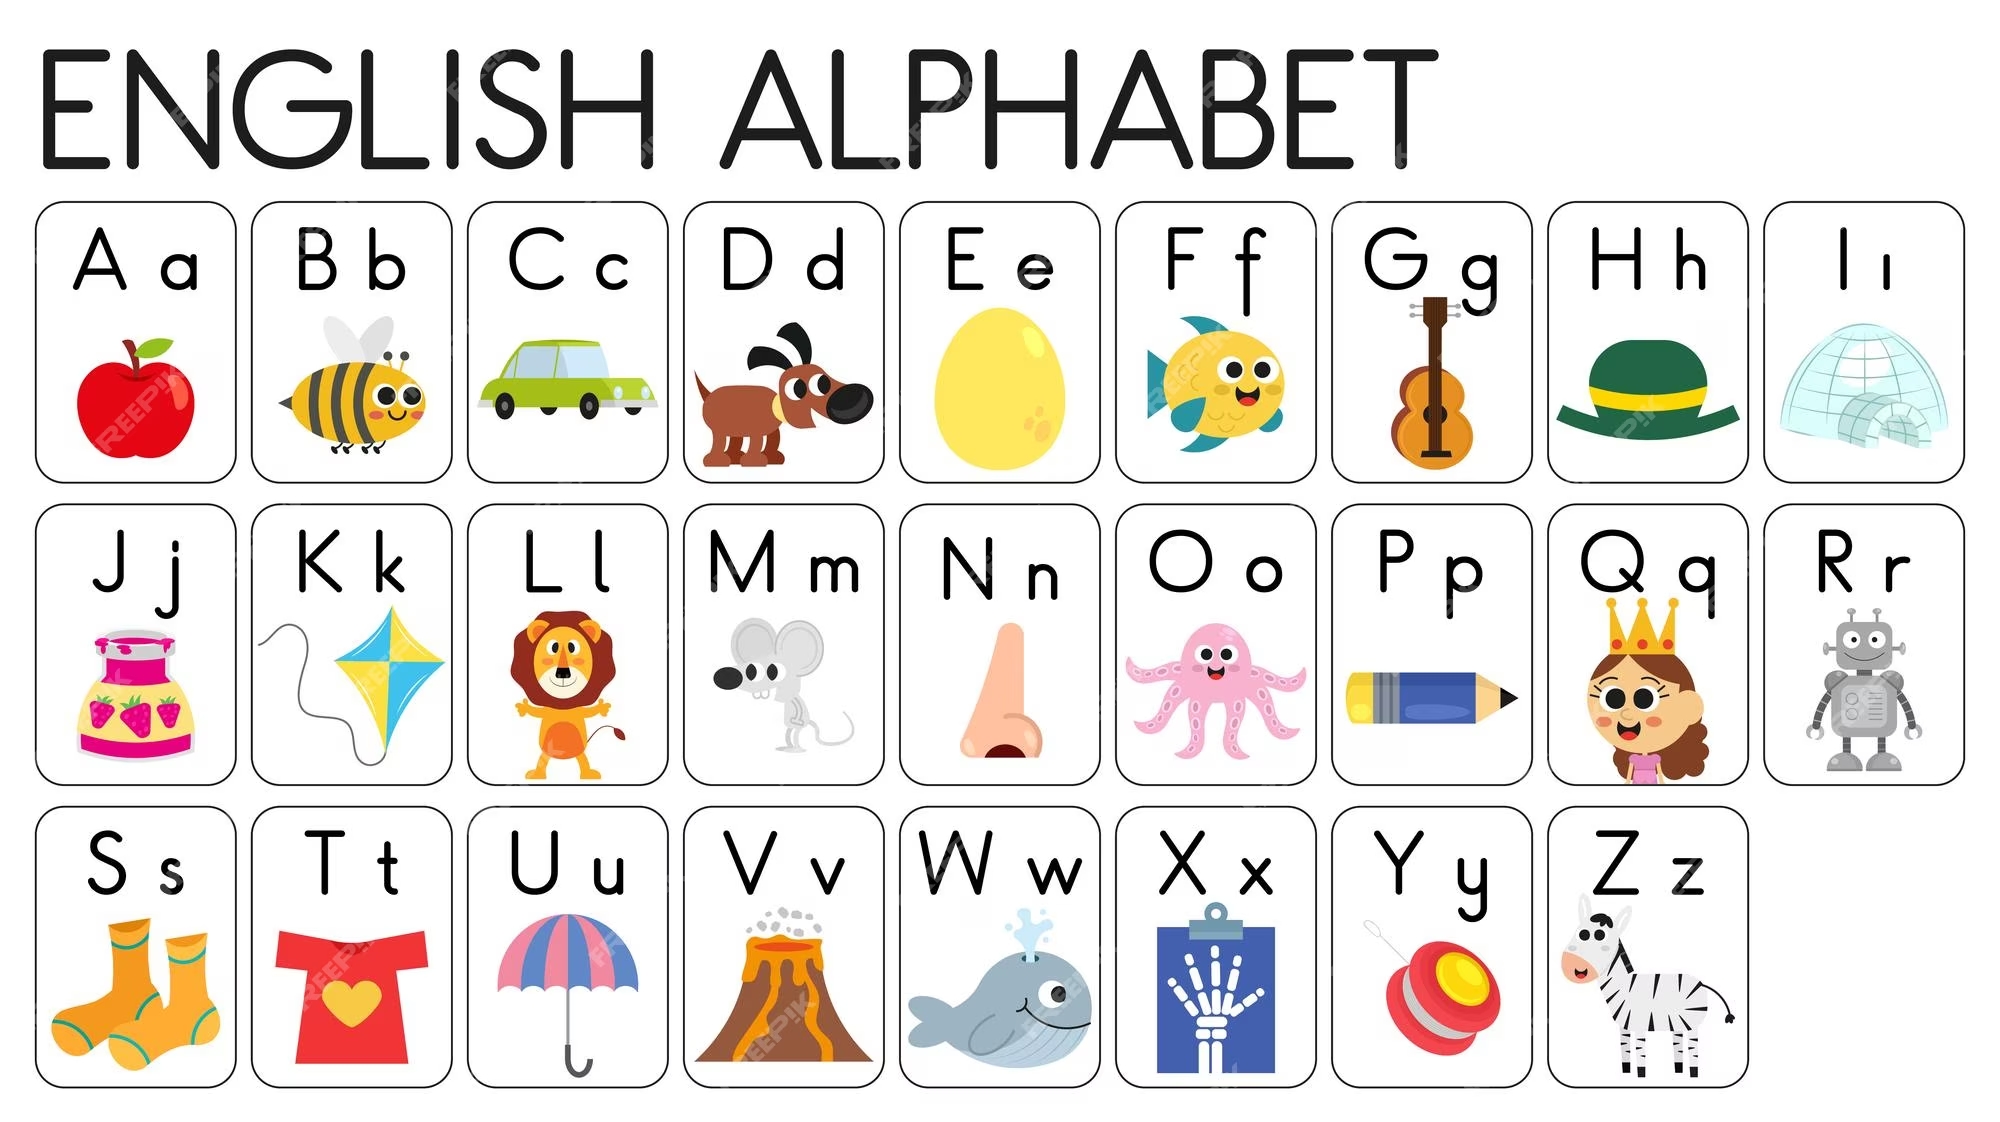 ENGLISH ALPHABET
A a B b C c D d E e F f G g H h I ı
J j K k L l M m N n O o P p Q q R r
S s T t U u V v W w X x Y y Z z